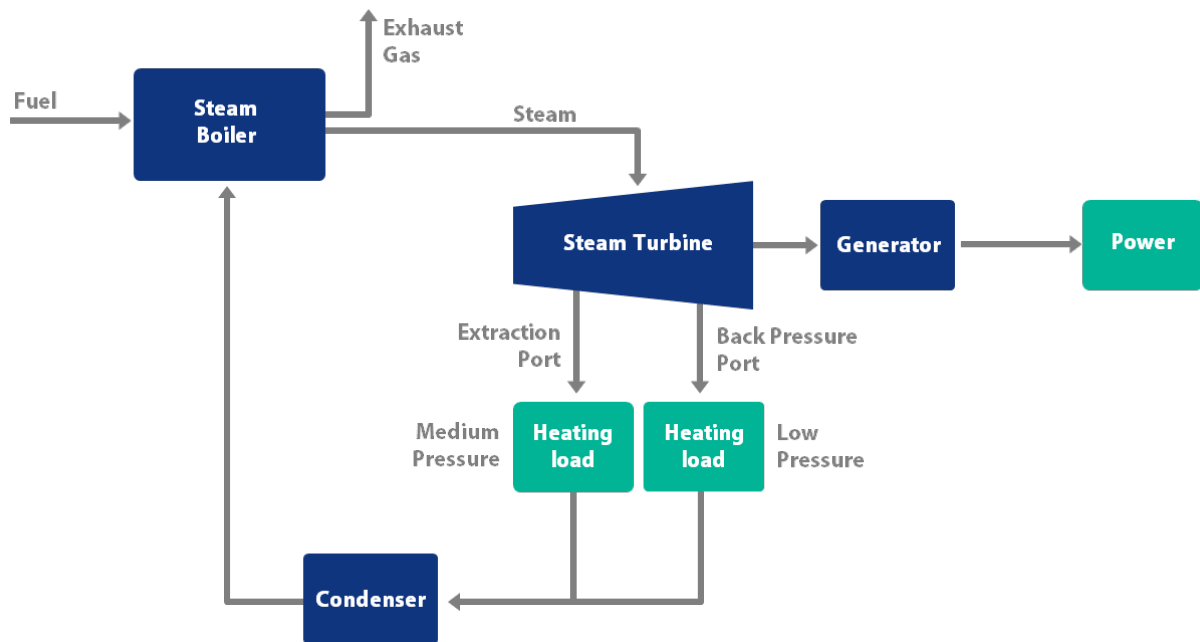 Exhaust
Gas
Fuel
Steam
Boiler
Steam
Steam Turbine
Generator
Power
Extraction
Port
Back Pressure
Port
Medium
Pressure
Heating
load
Heating
load
Low
Pressure
Condenser